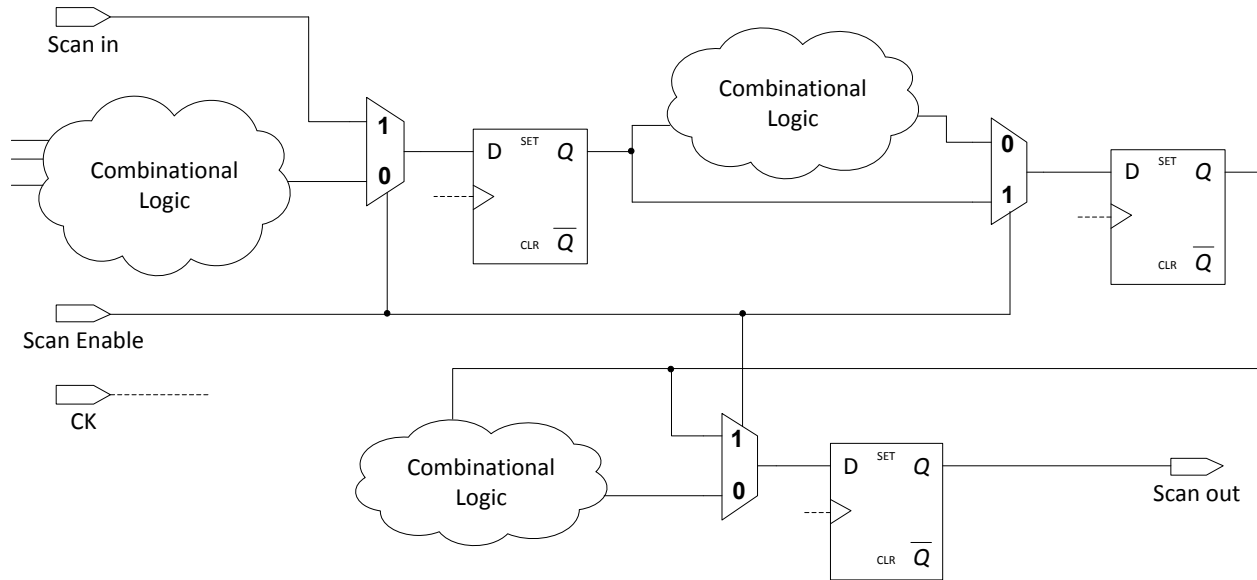 Scan in
Combinational
Logic
1
0
D SET Q
CLR Q
Combinational
Logic
0
1
D SET Q
CLR Q
Scan Enable
CK
Combinational
Logic
1
0
D SET Q
CLR Q
Scan out